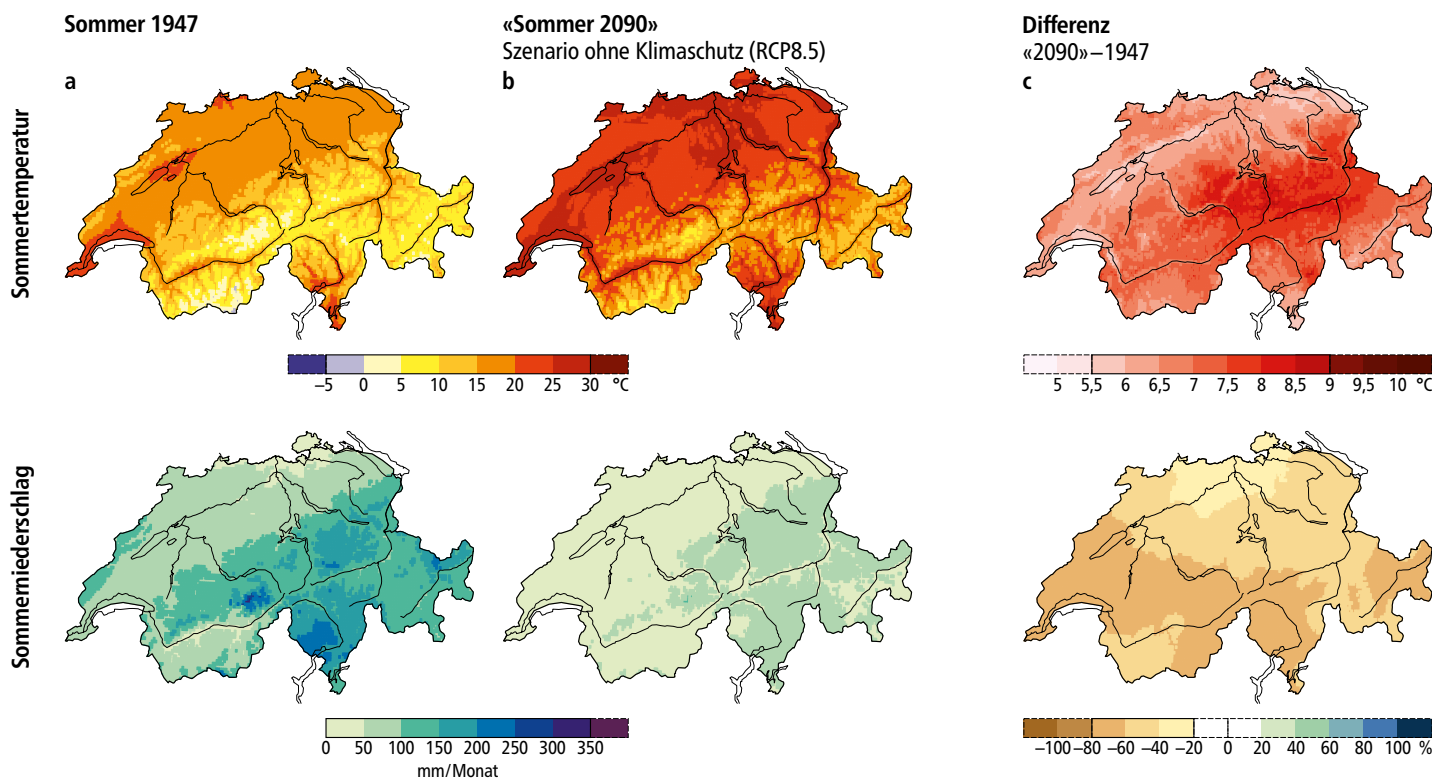 Sommer 1947
«Sommer 2090»
Szenario ohne Klimaschutz (RCP8.5)
Differenz
«2090»–1947
a
b
c
Sommertemperatur
–5 0 5 10 15 20 25 30 °C
5 5,5 6 6,5 7 7,5 8 8,5 9 9,5 10 °C
Sommerniederschlag
0 50 100 150 200 250 300 350
mm/Monat
–100 –80 –60 –40 –20 0 20 40 60 80 100 %